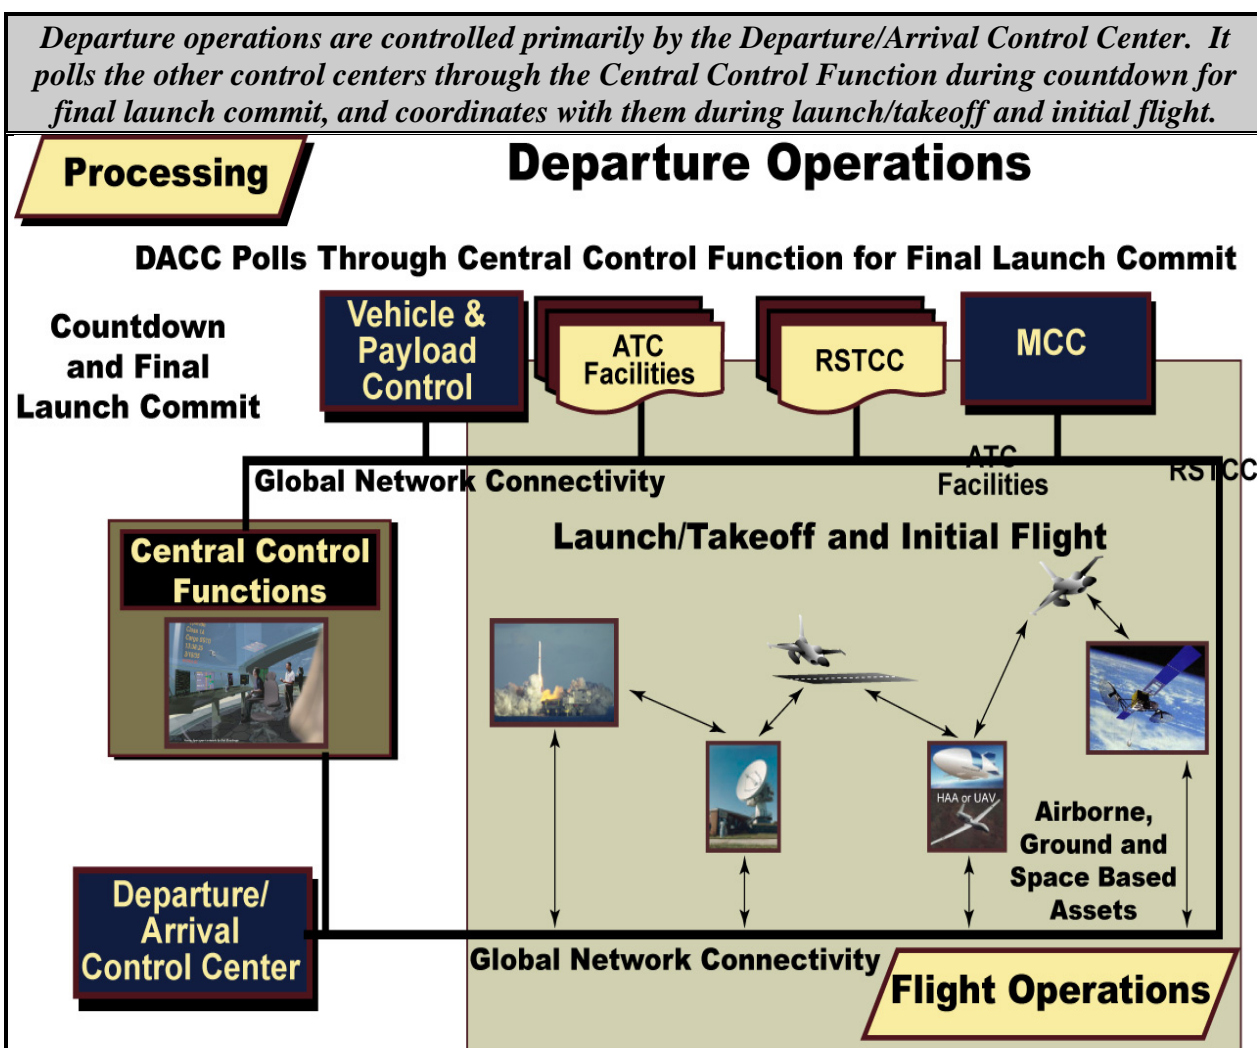 Departure operations are controlled primarily by the Departure/Arrival Control Center.  It
polls the other control centers through the Central Control Function during countdown for
final launch commit, and coordinates with them during launch/takeoff and initial flight.
Processing
Departure Operations
DACC Polls Through Central Control Function for Final Launch Commit
Countdown
and Final
Launch Commit
Vehicle &
Payload
Control
ATC
Facilities
RSTCC
MCC
Global Network Connectivity
ATC
Facilities
RSTCC
Central Control
Functions
Launch/Takeoff and Initial Flight
HAA or UAV
Airborne,
Ground and
Space Based
Assets
Departure/
Arrival
Control Center
Global Network Connectivity
Flight Operations